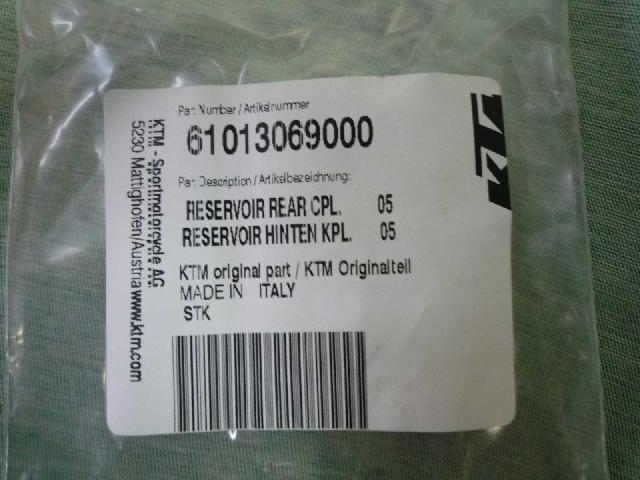 Part Number / Artikelnummer
61013069000
Part Description / Artikelbezeichnung:
RESERVOIR REAR CPL. 05
RESERVOIR HINTEN KPL. 05
KTM original part / KTM Originalteil
MADE IN ITALY
STK
KTM - Sportmotorcycle AG
5230 Mattighofen/Austria www.ktm.com
KTM